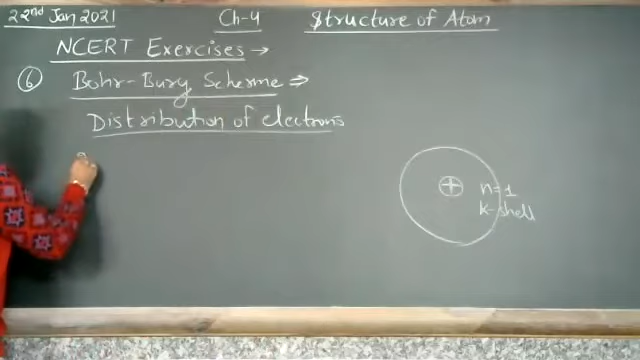 22nd Jan 2021 Ch-4 Structure of Atom
NCERT Exercises →
⑥ Bohr-Bury Scheme ⇒
Distribution of electrons
+
n=1
K-shell